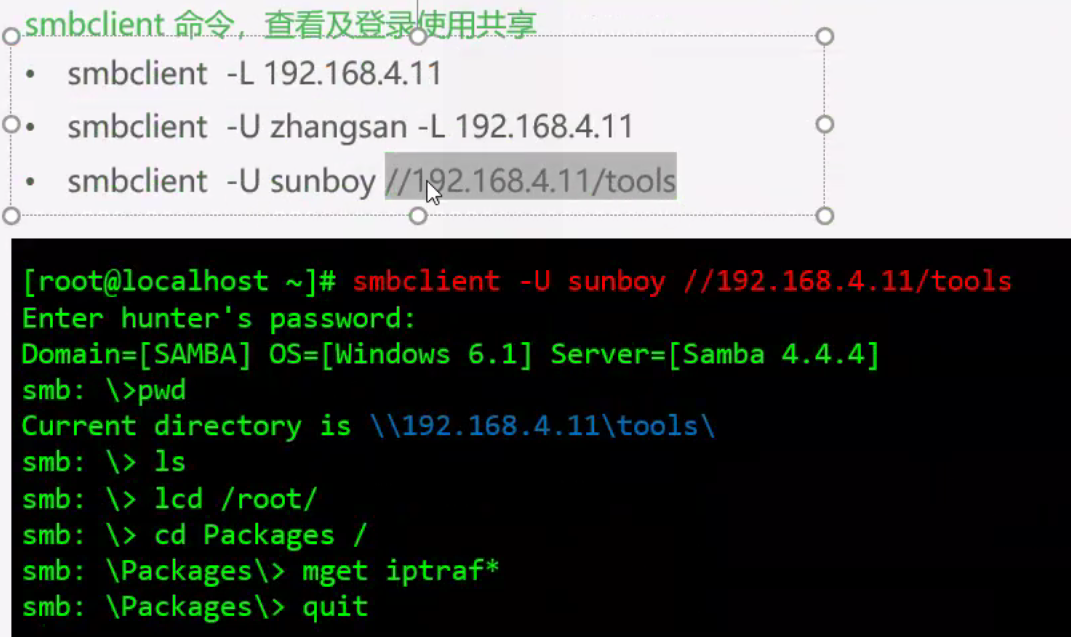 smbclient 命令，查看及登录使用共享
• smbclient -L 192.168.4.11
• smbclient -U zhangsan -L 192.168.4.11
• smbclient -U sunboy //192.168.4.11/tools
[root@localhost ~]# smbclient -U sunboy //192.168.4.11/tools
Enter hunter's password:
Domain=[SAMBA] OS=[Windows 6.1] Server=[Samba 4.4.4]
smb: \>pwd
Current directory is \\192.168.4.11\tools\
smb: \> ls
smb: \> lcd /root/
smb: \> cd Packages /
smb: \Packages\> mget iptraf*
smb: \Packages\> quit